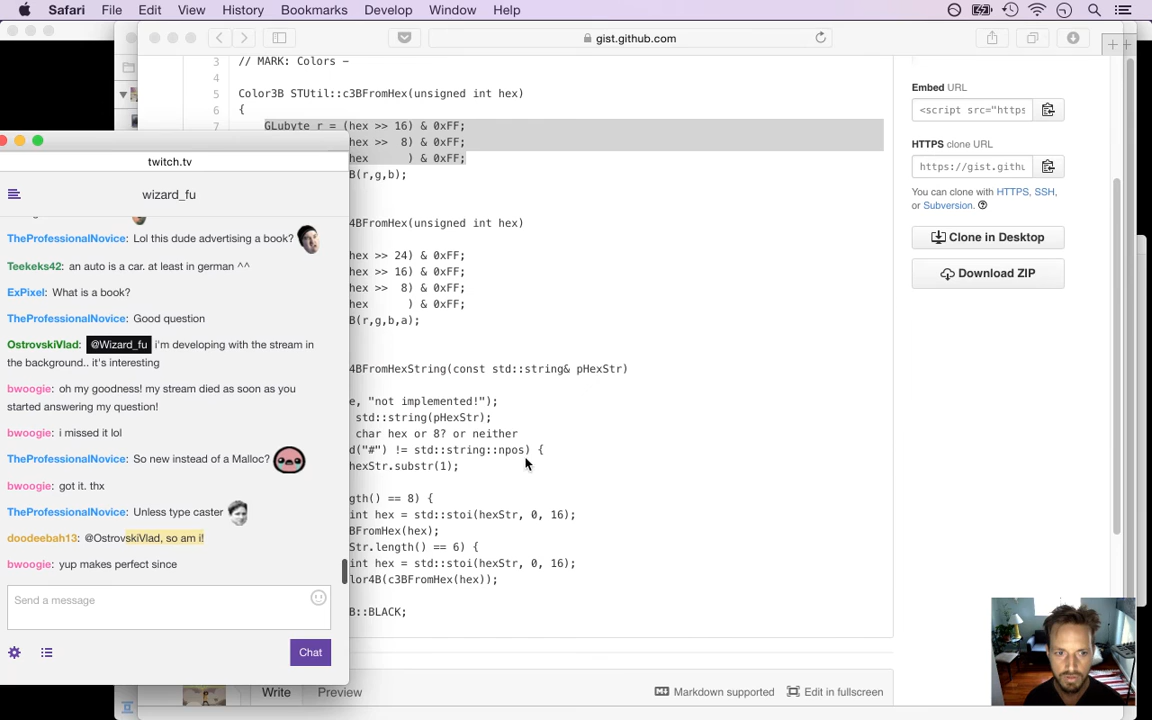 Safari File Edit View History Bookmarks Develop Window Help
gist.github.com
3 // MARK: Colors -
4
5 Color3B STUtil::c3BFromHex(unsigned int hex)
6 {
7 GLubyte r = (hex >> 16) & 0xFF;
hex >> 8) & 0xFF;
hex ) & 0xFF;
B(r,g,b);
4BFromHex(unsigned int hex)
hex >> 24) & 0xFF;
hex >> 16) & 0xFF;
hex >> 8) & 0xFF;
hex ) & 0xFF;
B(r,g,b,a);
4BFromHexString(const std::string& pHexStr)
e, "not implemented!");
std::string(pHexStr);
char hex or 8? or neither
d("#") != std::string::npos) {
hexStr.substr(1);
gth() == 8) {
int hex = std::stoi(hexStr, 0, 16);
BFromHex(hex);
Str.length() == 6) {
int hex = std::stoi(hexStr, 0, 16);
lor4B(c3BFromHex(hex));
B::BLACK;
Write Preview
Markdown supported Edit in fullscreen
Embed URL
<script src="https
HTTPS clone URL
https://gist.githu
You can clone with HTTPS, SSH,
or Subversion.
Clone in Desktop
Download ZIP
twitch.tv
wizard_fu
TheProfessionalNovice: Lol this dude advertising a book?
Teekeks42: an auto is a car. at least in german ^^
ExPixel: What is a book?
TheProfessionalNovice: Good question
OstrovskiVlad: @Wizard_fu i'm developing with the stream in
the background.. it's interesting
bwoogie: oh my goodness! my stream died as soon as you
started answering my question!
bwoogie: i missed it lol
TheProfessionalNovice: So new instead of a Malloc?
bwoogie: got it. thx
TheProfessionalNovice: Unless type caster
doodeebah13: @OstrovskiVlad, so am i!
bwoogie: yup makes perfect since
Send a message
Chat